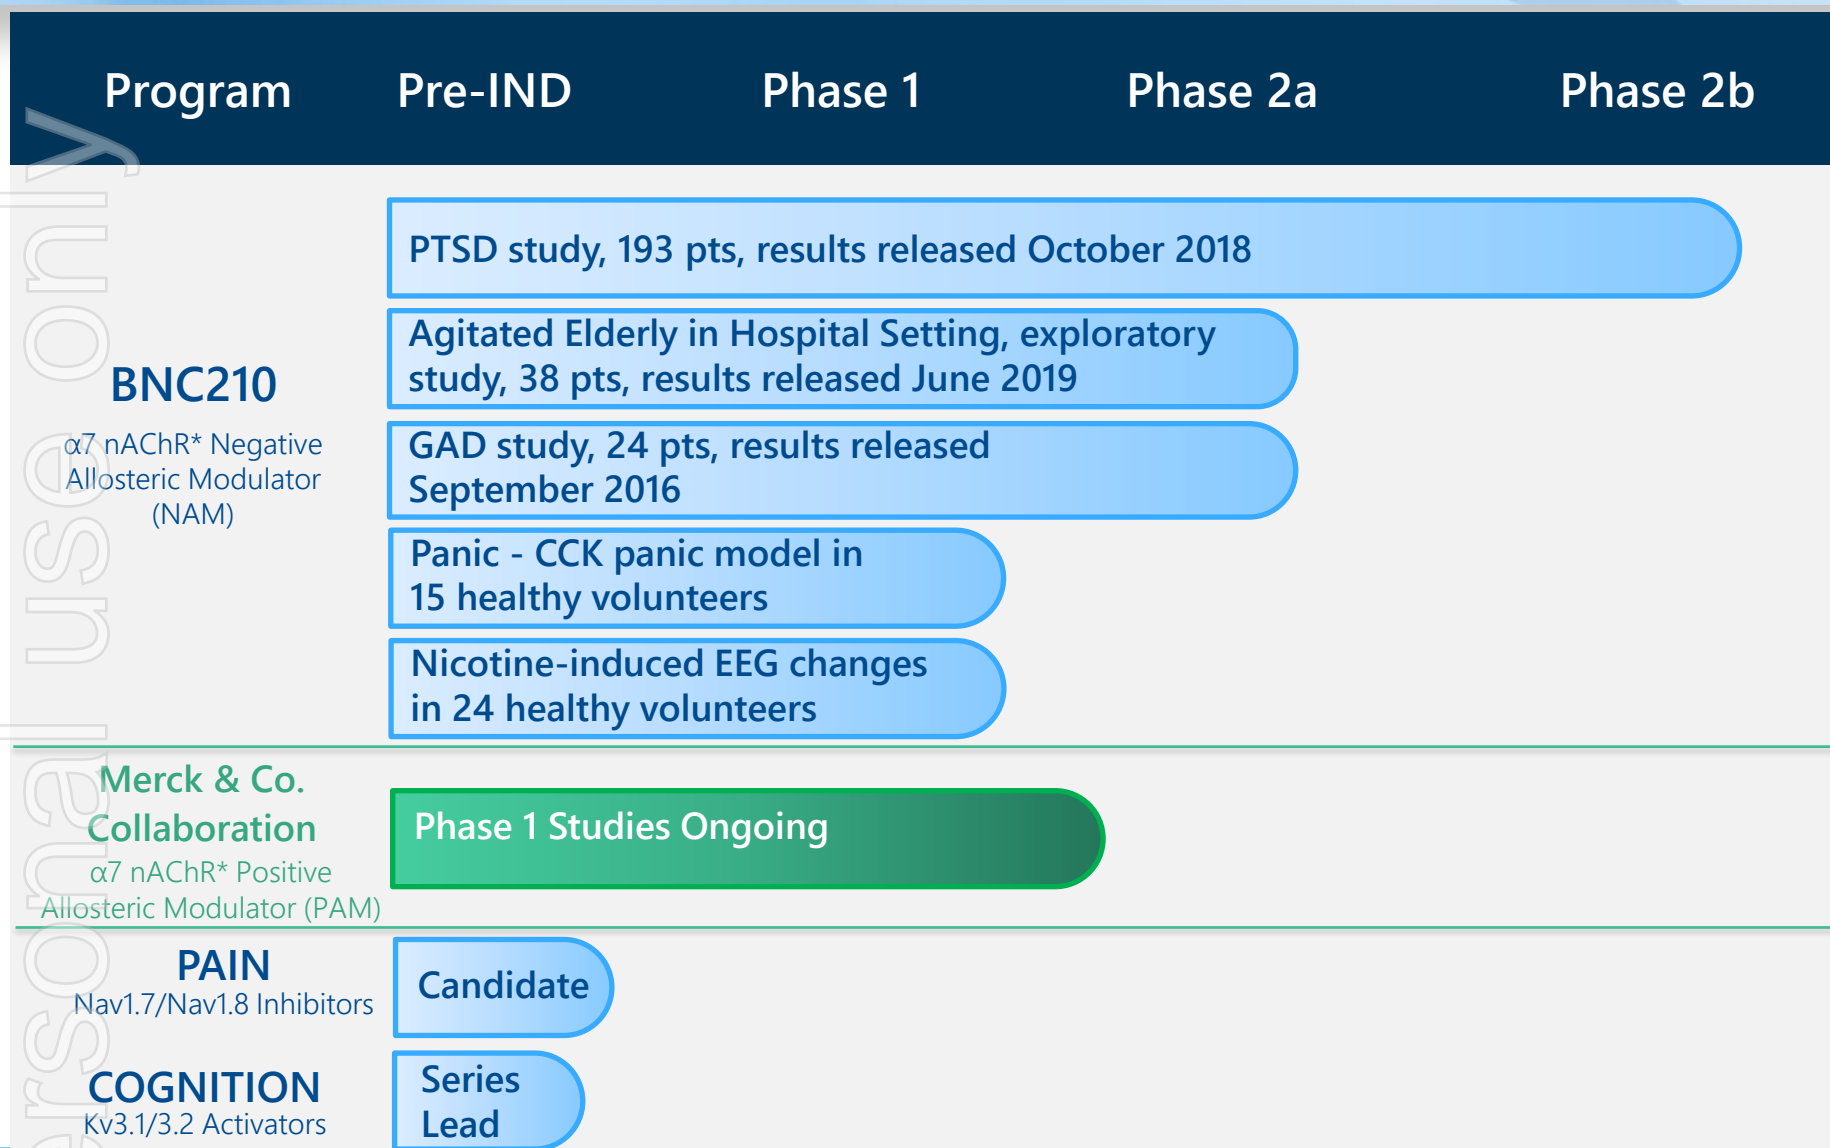 Program Pre-IND Phase 1 Phase 2a Phase 2b
PTSD study, 193 pts, results released October 2018
Agitated Elderly in Hospital Setting, exploratory
study, 38 pts, results released June 2019
BNC210
α7 nAChR* Negative
Allosteric Modulator
(NAM)
GAD study, 24 pts, results released
September 2016
Panic - CCK panic model in
15 healthy volunteers
Nicotine-induced EEG changes
in 24 healthy volunteers
Merck & Co.
Collaboration
α7 nAChR* Positive
Allosteric Modulator (PAM)
Phase 1 Studies Ongoing
PAIN
Nav1.7/Nav1.8 Inhibitors
Candidate
COGNITION
Kv3.1/3.2 Activators
Series
Lead
ersonal use only